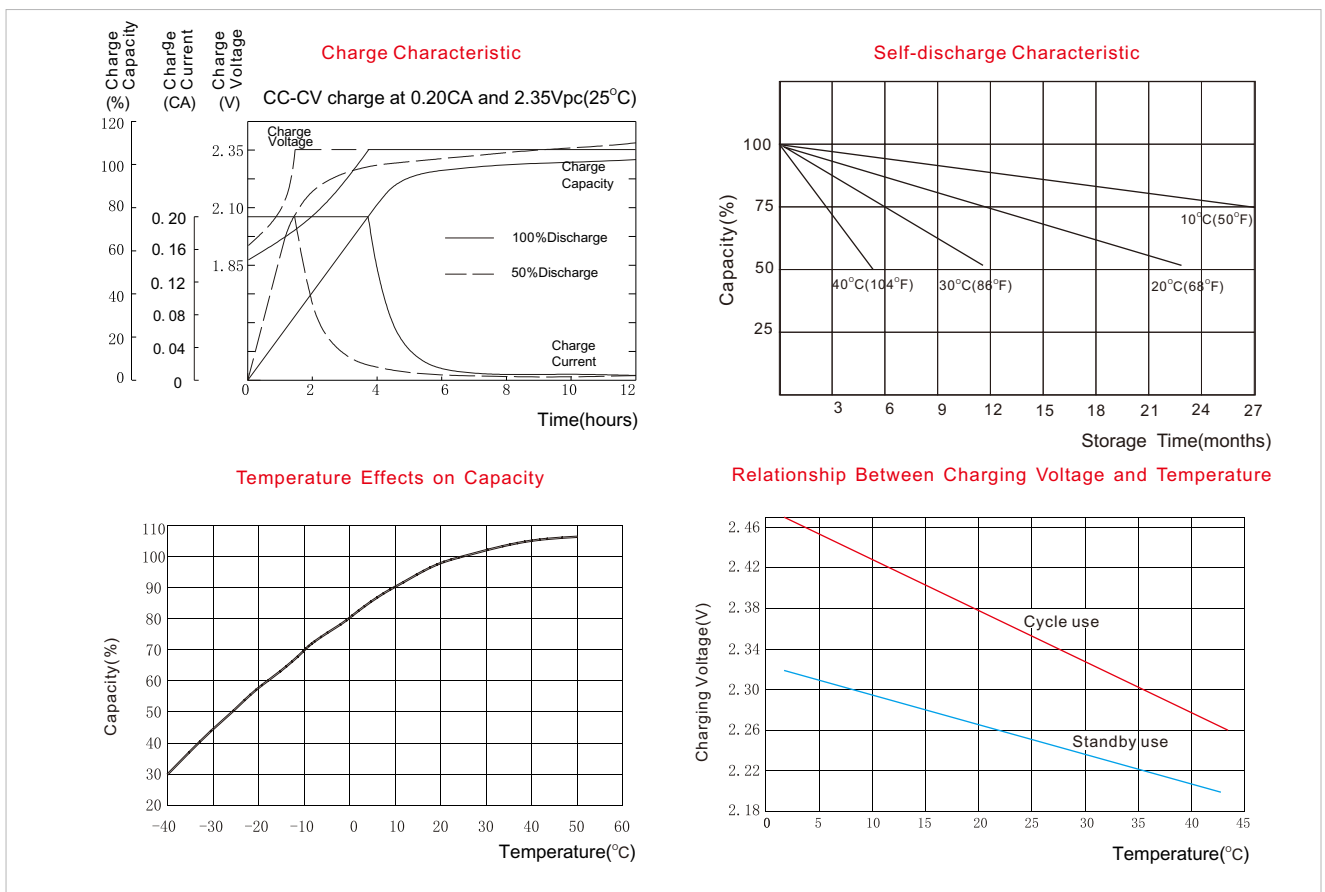 Charge Characteristic
Charge
Capacity
(%)
Charge
Current
(CA)
Charge
Voltage
(V)
CC-CV charge at 0.20CA and 2.35Vpc(25°C)
120
100
80
60
40
20
0
0.20
0.16
0.12
0.08
0.04
0
2.35
2.10
1.85
Charge
Voltage
Charge
Capacity
100%Discharge
50%Discharge
Charge
Current
0 2 4 6 8 10 12
Time(hours)
Self-discharge Characteristic
Capacity(%)
100
75
50
25
10°C(50°F)
40°C(104°F) 30°C(86°F) 20°C(68°F)
3 6 9 12 15 18 21 24 27
Storage Time(months)
Temperature Effects on Capacity
Capacity(%)
110
100
90
80
70
60
50
40
30
20
-40 -30 -20 -10 0 10 20 30 40 50 60
Temperature(°C)
Relationship Between Charging Voltage and Temperature
Charging Voltage(V)
2.46
2.42
2.38
2.34
2.30
2.26
2.22
2.18
Cycle use
Standby use
0 5 10 15 20 25 30 35 40 45
Temperature(°C)